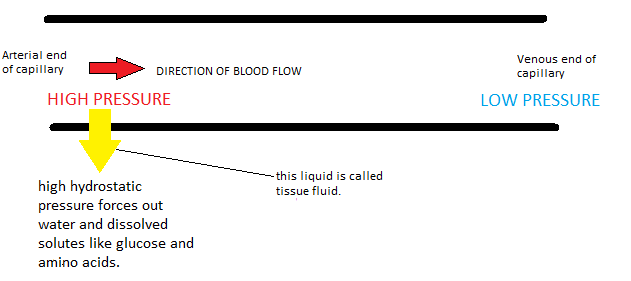 Arterial end
of capillary
DIRECTION OF BLOOD FLOW
Venous end of
capillary
HIGH PRESSURE
LOW PRESSURE
this liquid is called
tissue fluid.
high hydrostatic
pressure forces out
water and dissolved
solutes like glucose and
amino acids.